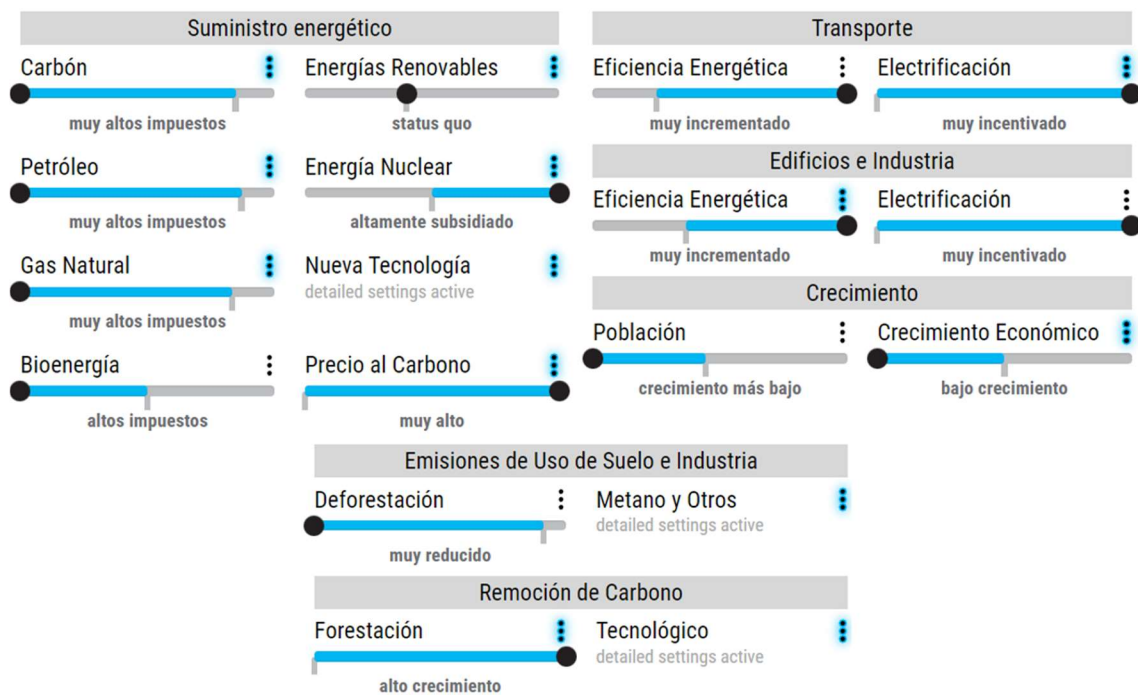 Suministro energético
Carbón
muy altos impuestos
Energías Renovables
status quo
Petróleo
muy altos impuestos
Energía Nuclear
altamente subsidiado
Gas Natural
muy altos impuestos
Nueva Tecnología
detailed settings active
Bioenergía
altos impuestos
Precio al Carbono
muy alto
Transporte
Eficiencia Energética
muy incrementado
Electrificación
muy incentivado
Edificios e Industria
Eficiencia Energética
muy incrementado
Electrificación
muy incentivado
Crecimiento
Población
crecimiento más bajo
Crecimiento Económico
bajo crecimiento
Emisiones de Uso de Suelo e Industria
Deforestación
muy reducido
Metano y Otros
detailed settings active
Remoción de Carbono
Forestación
alto crecimiento
Tecnológico
detailed settings active